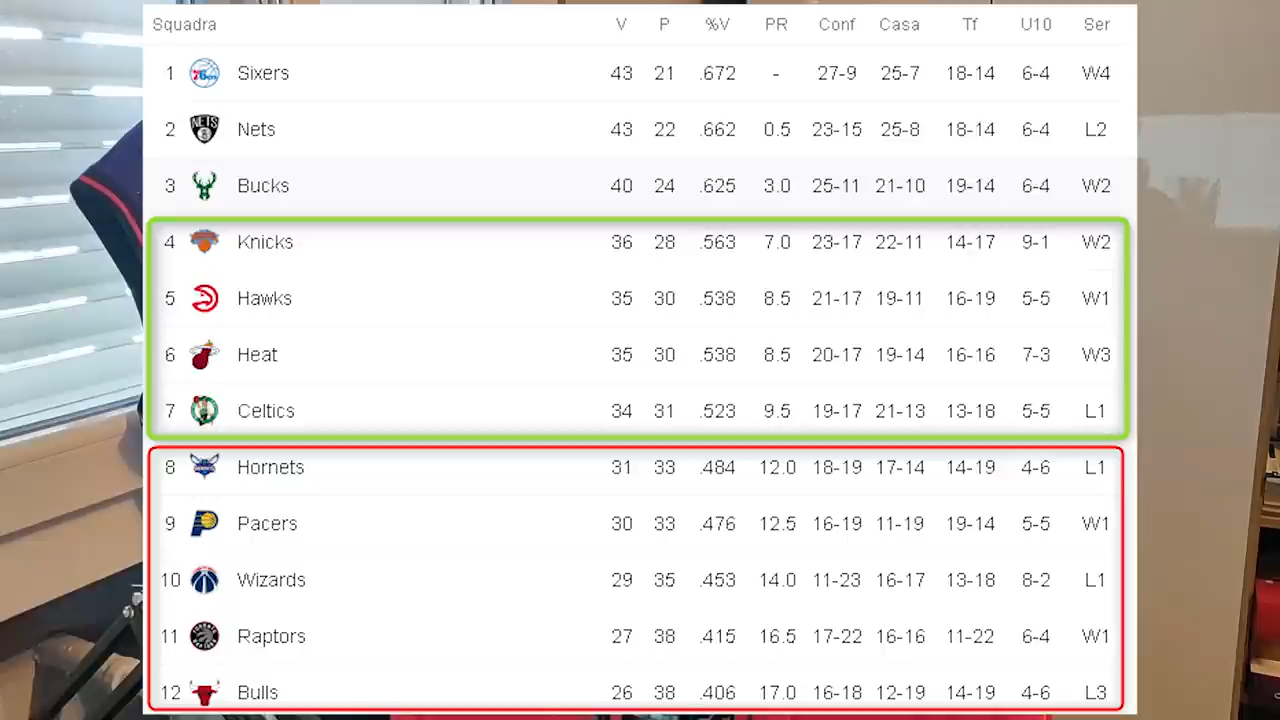 Squadra V P %V PR Conf Casa Tf U10 Ser
1 Sixers 43 21 .672 - 27-9 25-7 18-14 6-4 W4
2 Nets 43 22 .662 0.5 23-15 25-8 18-14 6-4 L2
3 Bucks 40 24 .625 3.0 25-11 21-10 19-14 6-4 W2
4 Knicks 36 28 .563 7.0 23-17 22-11 14-17 9-1 W2
5 Hawks 35 30 .538 8.5 21-17 19-11 16-19 5-5 W1
6 Heat 35 30 .538 8.5 20-17 19-14 16-16 7-3 W3
7 Celtics 34 31 .523 9.5 19-17 21-13 13-18 5-5 L1
8 Hornets 31 33 .484 12.0 18-19 17-14 14-19 4-6 L1
9 Pacers 30 33 .476 12.5 16-19 11-19 19-14 5-5 W1
10 Wizards 29 35 .453 14.0 11-23 16-17 13-18 8-2 L1
11 Raptors 27 38 .415 16.5 17-22 16-16 11-22 6-4 W1
12 Bulls 26 38 .406 17.0 16-18 12-19 14-19 4-6 L3